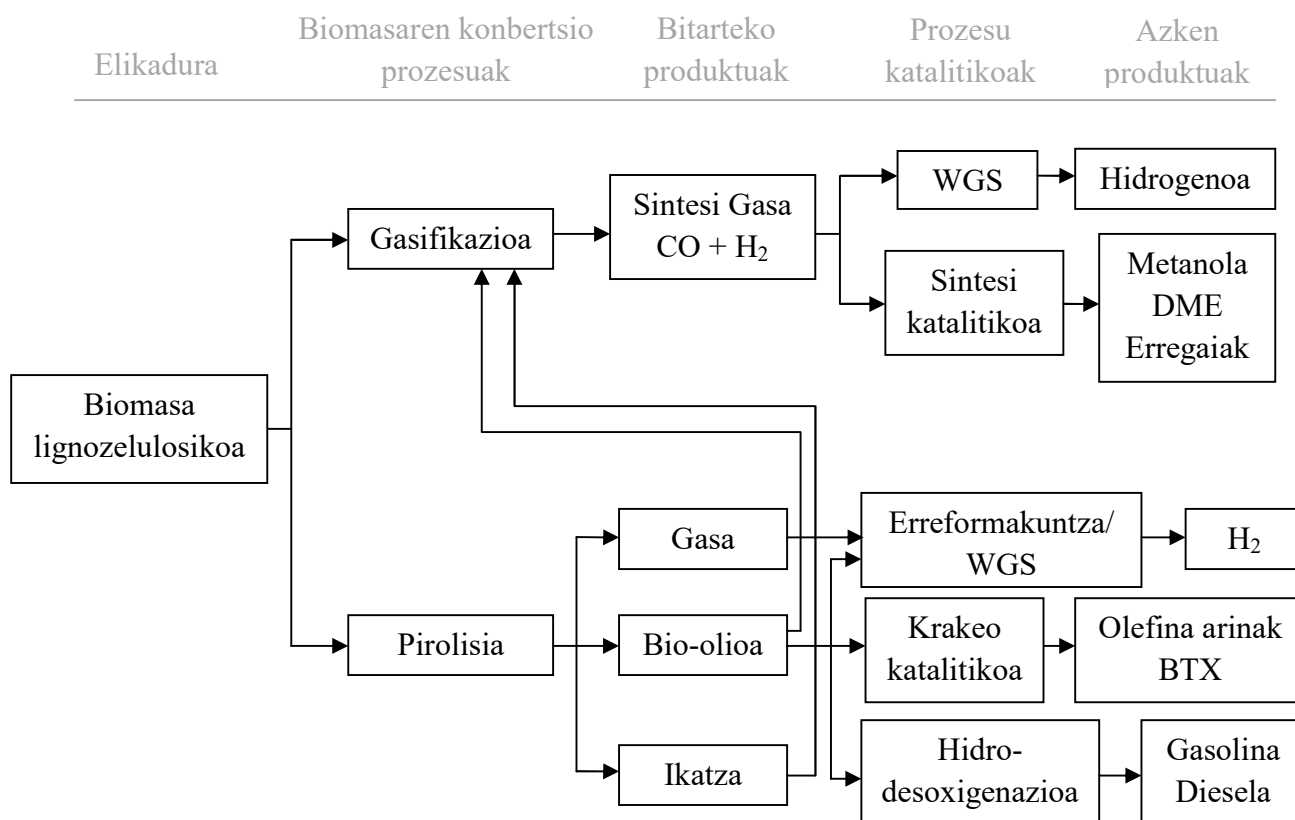 Elikadura
Biomasaren konbertsio
prozesuak
Bitarteko
produktuak
Prozesu
katalitikoak
Azken
produktuak
Biomasa
lignozelulosikoa
Gasifikazioa
Sintesi Gasa
CO + H₂
WGS
Hidrogenoa
Sintesi
katalitikoa
Metanola
DME
Erregaiak
Pirolisia
Gasa
Erreformakuntza/
WGS
H₂
Bio-olioa
Krakeo
katalitikoa
Olefina arinak
BTX
Ikatza
Hidro-
desoxigenazioa
Gasolina
Diesela